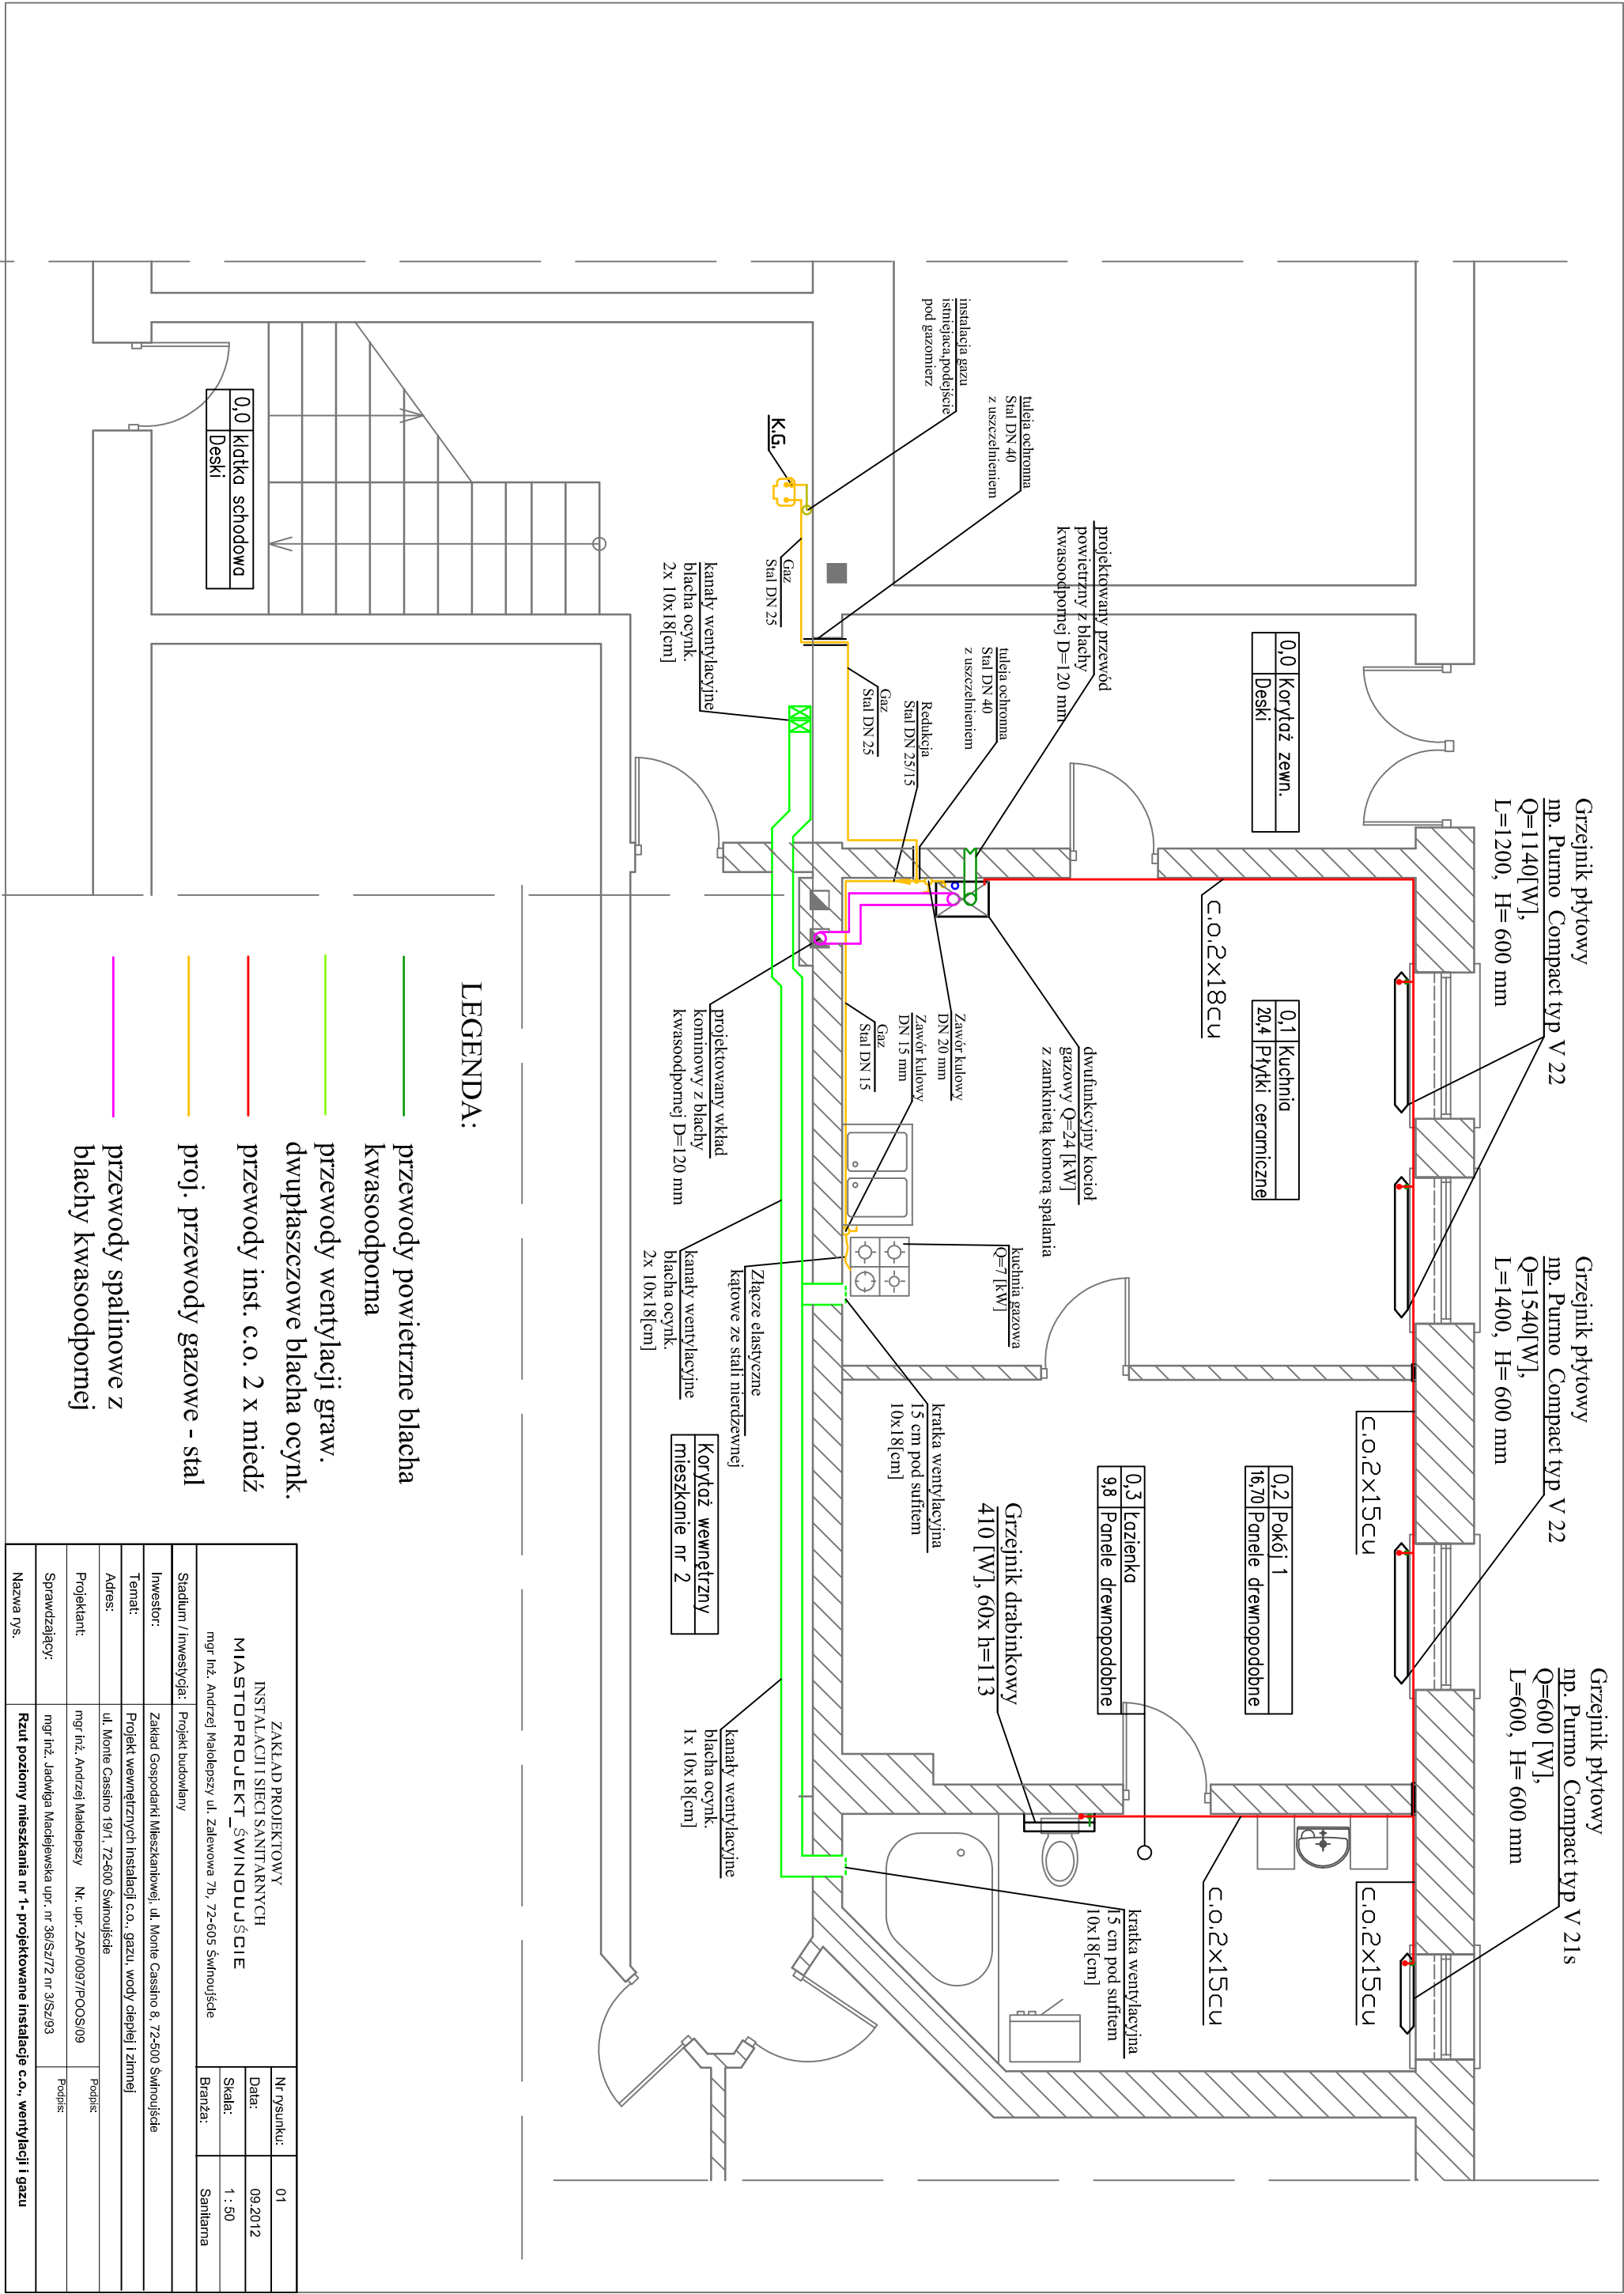 Grzejnik płytowy
np. Purmo Compact typ V 22
Q=1140[W],
L=1200, H= 600 mm
Grzejnik płytowy
np. Purmo Compact typ V 22
Q=1540[W],
L=1400, H= 600 mm
Grzejnik płytowy
np. Purmo Compact typ V 21s
Q=600 [W],
L=600, H= 600 mm
c.o.2x18cu
c.o.2x15cu
c.o.2x15cu
c.o.2x15cu
0,0 Korytaż zewn.
Deski
0,1 Kuchnia
20,4 Płytki ceramiczne
0,2 Pokój 1
16,70 Panele drewnopodobne
0,3 Łazienka
9,8 Panele drewnopodobne
Grzejnik drabinkowy
410 [W], 60x h=113
projektowany przewód
powietrzny z blachy
kwasoodpornej D=120 mm
tuleja ochronna
Stal DN 40
z uszczelnieniem
instalacja gazu
istniejaca,podejście
pod gazomierz
tuleja ochronna
Stal DN 40
z uszczelnieniem
Redukcja
Stal DN 25/15
Gaz
Stal DN 25
Gaz
Stal DN 25
K.G.
dwufunkcyjny kocioł
gazowy Q=24 [kW]
z zamkniętą komorą spalania
Zawór kulowy
DN 20 mm
Zawór kulowy
DN 15 mm
Gaz
Stal DN 15
kuchnia gazowa
Q=7 [kW]
kratka wentylacyjna
15 cm pod sufitem
10x18[cm]
kratka wentylacyjna
15 cm pod sufitem
10x18[cm]
kanały wentylacyjne
blacha ocynk.
2x 10x18[cm]
projektowany wkład
kominowy z blachy
kwasoodpornej D=120 mm
Złącze elastyczne
kątowe ze stali nierdzewnej
kanały wentylacyjne
blacha ocynk.
2x 10x18[cm]
kanały wentylacyjne
blacha ocynk.
1x 10x18[cm]
Korytaż wewnętrzny
mieszkanie nr 2
0,0 klatka schodowa
Deski
LEGENDA:
przewody powietrzne blacha
kwasoodporna
przewody wentylacji graw.
dwupłaszczowe blacha ocynk.
przewody inst. c.o. 2 x miedź
proj. przewody gazowe - stal
przewody spalinowe z
blachy kwasoodpornej
ZAKŁAD PROJEKTOWY
INSTALACJI I SIECI SANITARNYCH
MIASTOPROJEKT_ŚWINOUJŚCIE
mgr inż. Andrzej Małolepszy ul. Zalewowa 7b, 72-605 Świnoujście
Nr rysunku: 01
Data: 09.2012
Skala: 1 : 50
Branża: Sanitarna
Stadium / inwestycja: Projekt budowlany
Inwestor: Zakład Gospodarki Mieszkaniowej, ul. Monte Cassino 8, 72-500 Świnoujście
Temat: Projekt wewnętrznych instalacji c.o., gazu, wody ciepłej i zimnej
Adres: ul. Monte Cassino 19/1, 72-600 Świnoujście
Projektant: mgr inż. Andrzej Małolepszy Nr. upr. ZAP/0097/POOS/09 Podpis:
Sprawdzający: mgr inż. Jadwiga Maciejewska upr. nr 36/Sz/72 nr 3/Sz/93 Podpis:
Nazwa rys. Rzut poziomy mieszkania nr 1- projektowane instalacje c.o., wentylacji i gazu